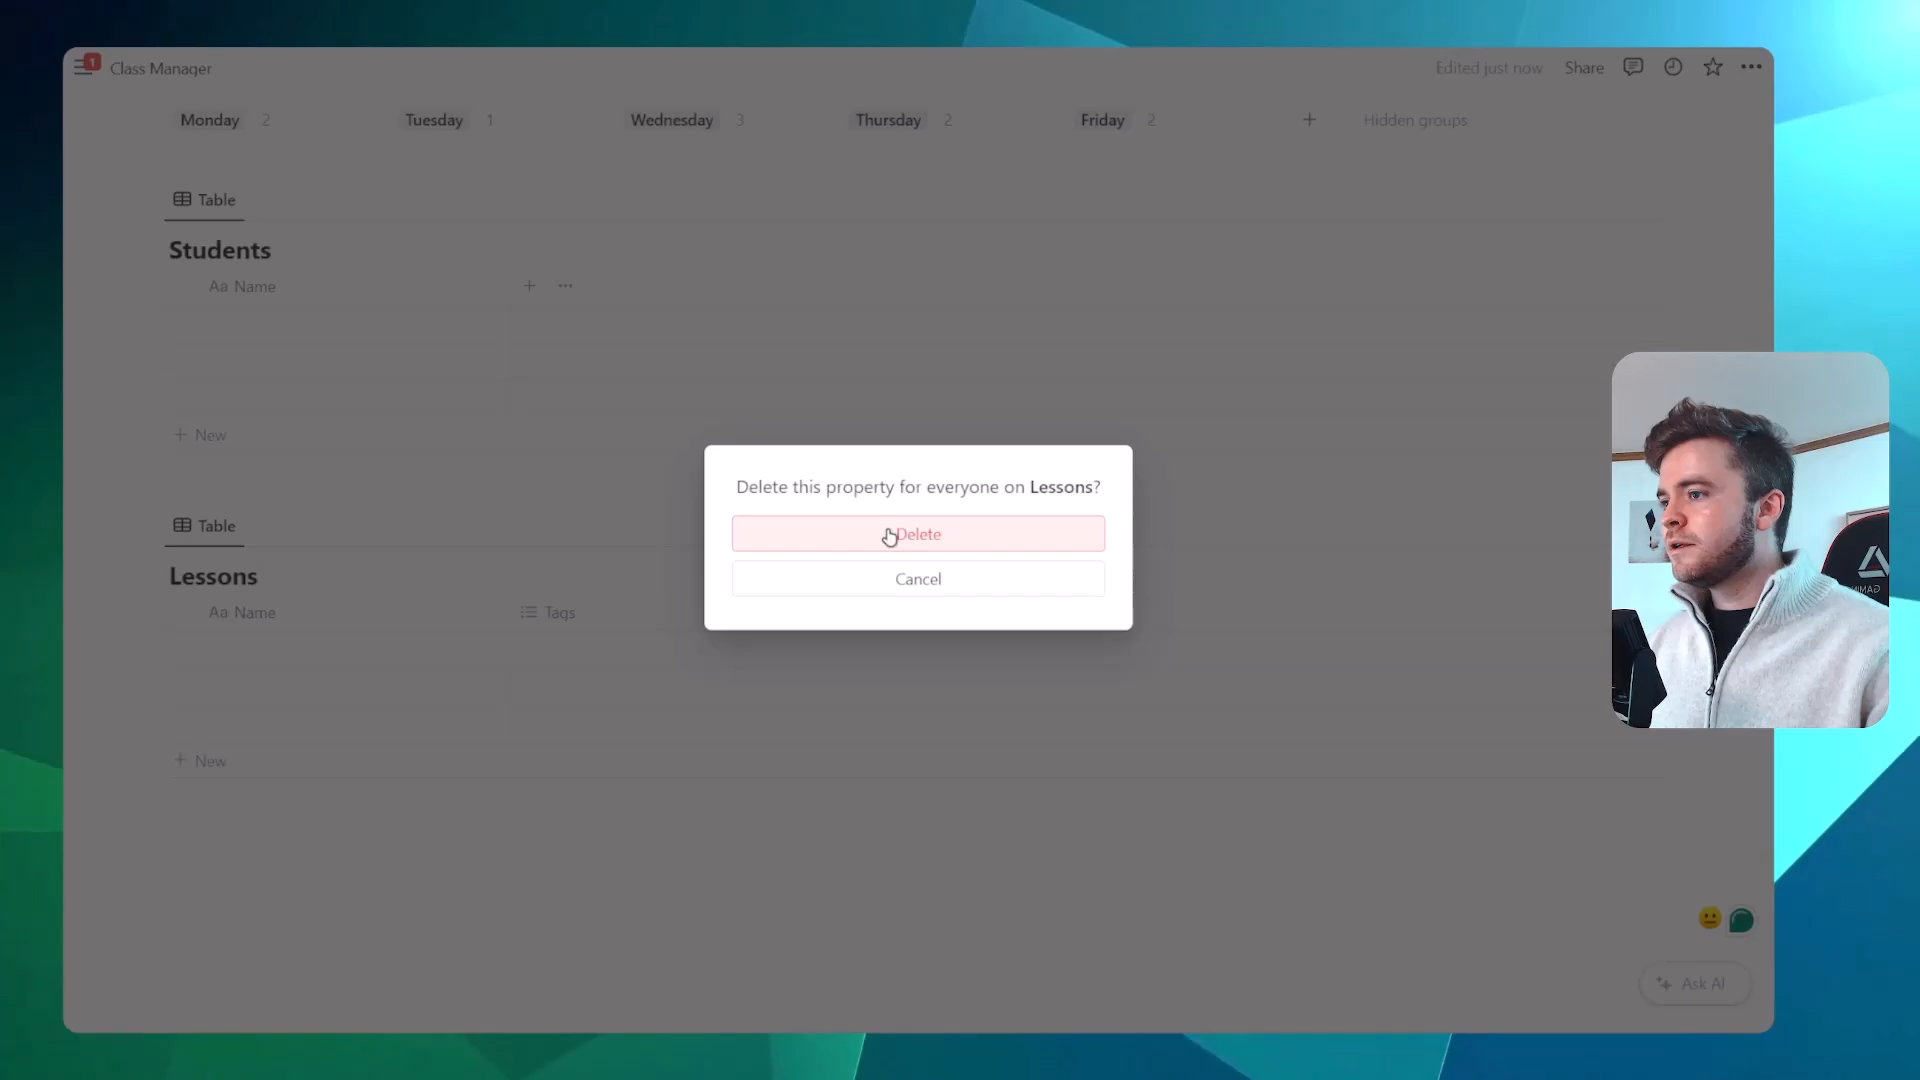 1
Class Manager
Edited just now
Share
Monday 2
Tuesday 1
Wednesday 3
Thursday 2
Friday 2
Hidden groups
Table
Students
Aa Name
+ New
Table
Lessons
Aa Name
Tags
+ New
Delete this property for everyone on Lessons?
Delete
Cancel
Ask AI